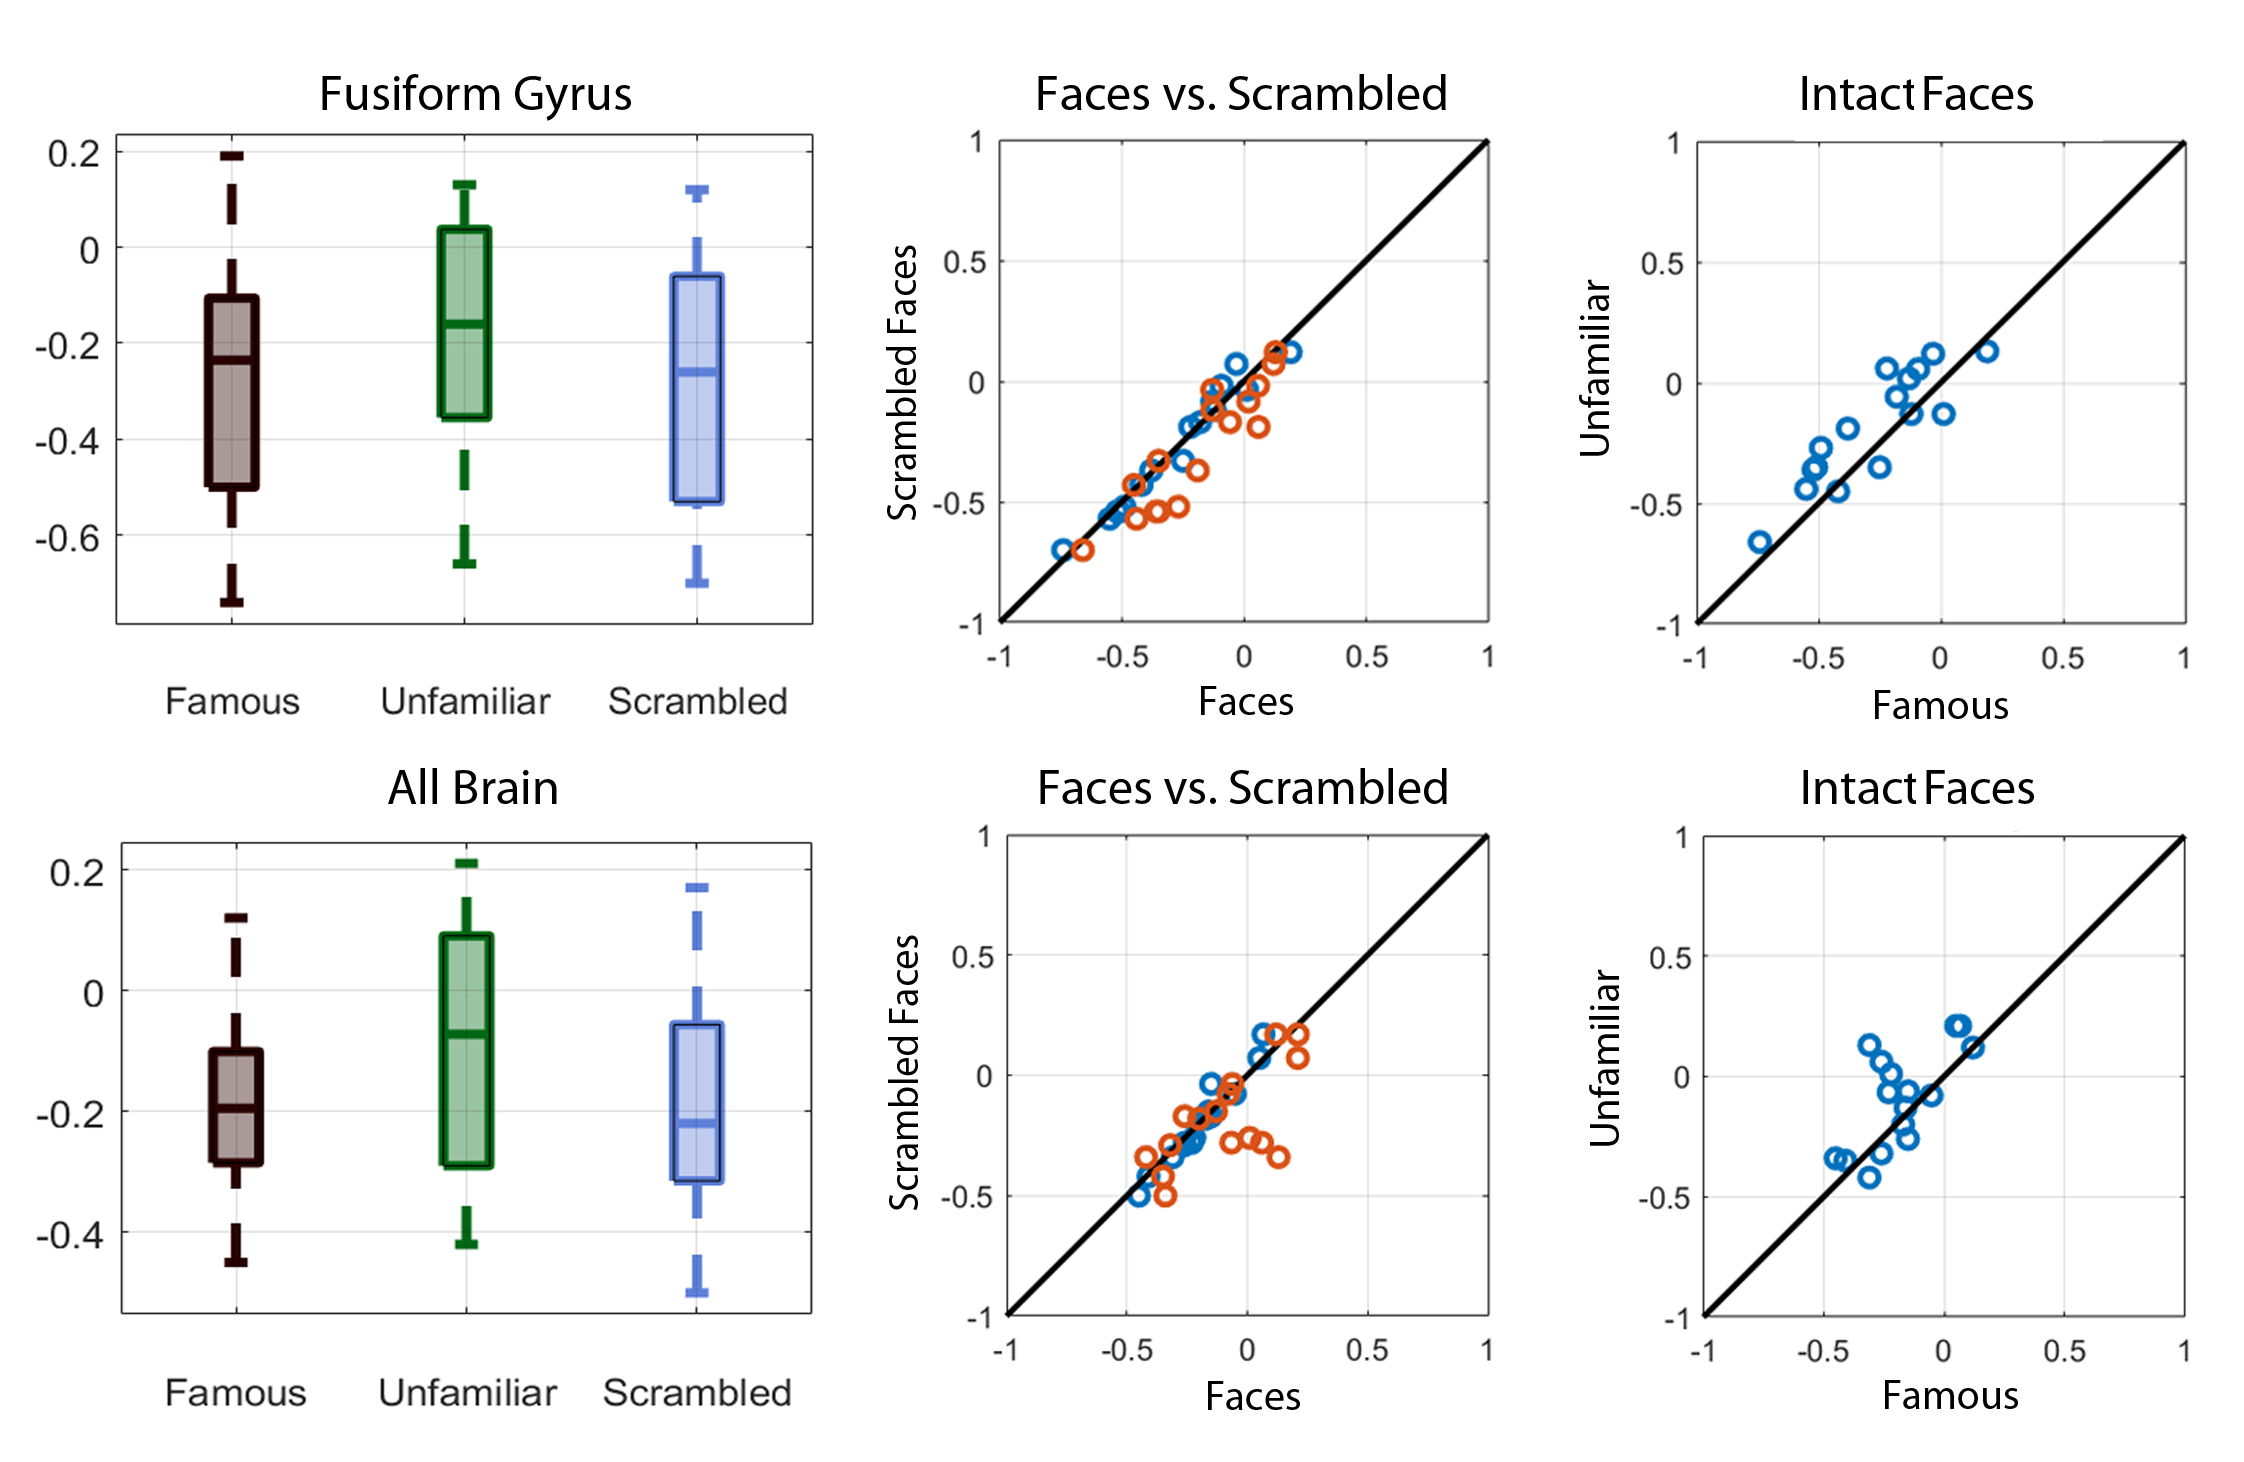 Fusiform Gyrus
0.2
0
-0.2
-0.4
-0.6
Famous Unfamiliar Scrambled
Faces vs. Scrambled
Scrambled Faces
1
0.5
0
-0.5
-1
-1 -0.5 0 0.5 1
Faces
Intact Faces
Unfamiliar
1
0.5
0
-0.5
-1
-1 -0.5 0 0.5 1
Famous
All Brain
0.2
0
-0.2
-0.4
Famous Unfamiliar Scrambled
Faces vs. Scrambled
Scrambled Faces
1
0.5
0
-0.5
-1
-1 -0.5 0 0.5 1
Faces
Intact Faces
Unfamiliar
1
0.5
0
-0.5
-1
-1 -0.5 0 0.5 1
Famous